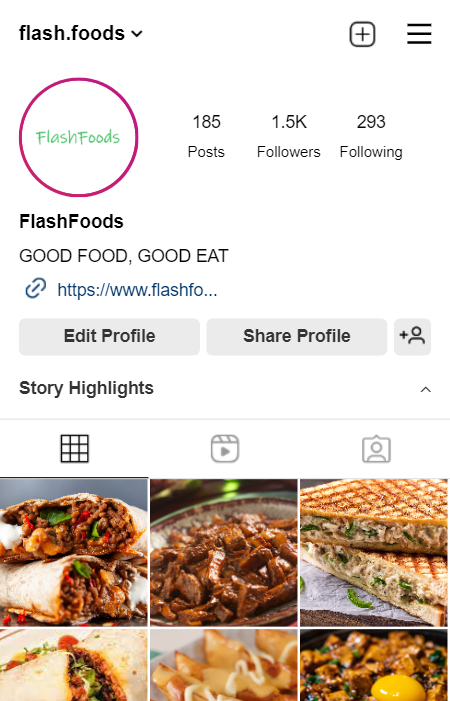 flash.foods
FlashFoods
185
1.5K
293
Posts
Followers
Following
FlashFoods
GOOD FOOD, GOOD EAT
https://www.flashfo...
Edit Profile
Share Profile
Story Highlights